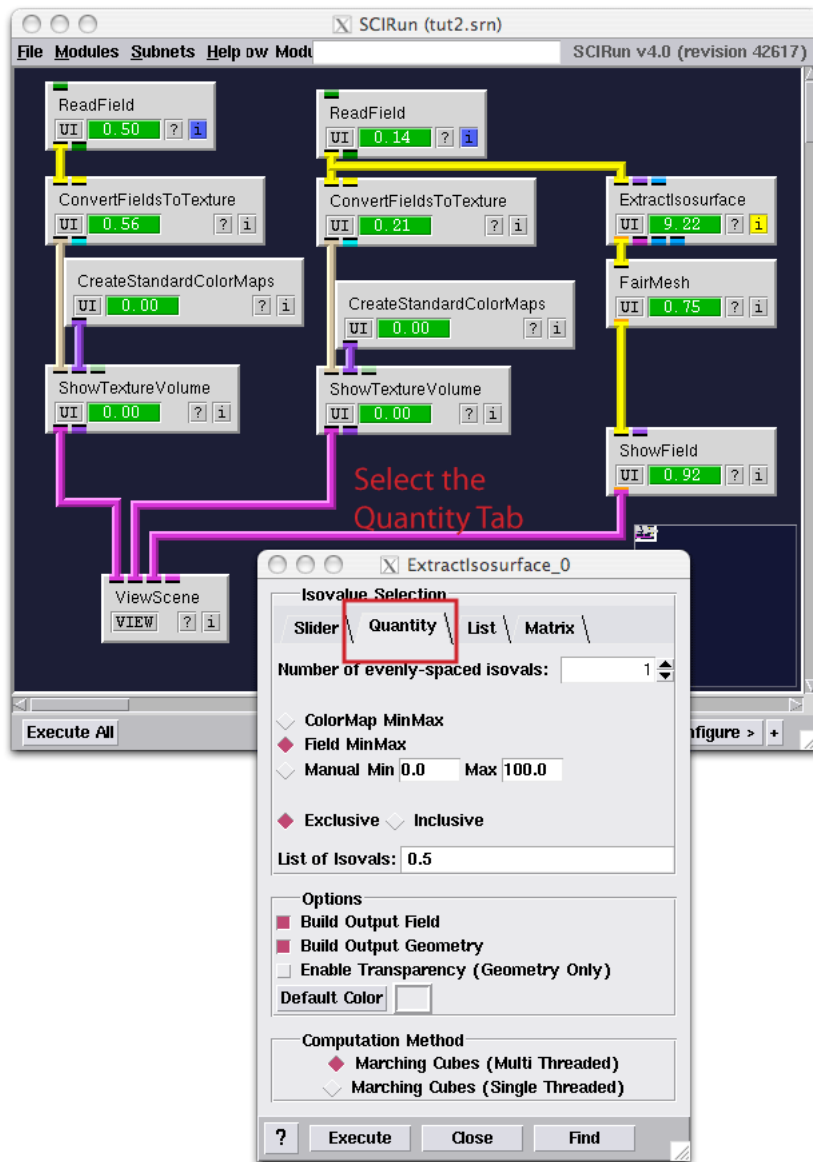 SCIRun (tut2.srn)
File Modules Subnets Help ow Modu SCIRun v4.0 (revision 42617)
ReadField
UI 0.50 ? i
ReadField
UI 0.14 ? i
ConvertFieldsToTexture
UI 0.56 ? i
ConvertFieldsToTexture
UI 0.21 ? i
ExtractIsosurface
UI 9.22 ? i
CreateStandardColorMaps
UI 0.00 ? i
CreateStandardColorMaps
UI 0.00 ? i
FairMesh
UI 0.75 ? i
ShowTextureVolume
UI 0.00 ? i
ShowTextureVolume
UI 0.00 ? i
ShowField
UI 0.92 ? i
Select the
Quantity Tab
ViewScene
VIEW ? i
Execute All
nfigure > +
ExtractIsosurface_0
Isovalue Selection
Slider Quantity List Matrix
Number of evenly-spaced isovals: 1
ColorMap MinMax
Field MinMax
Manual Min 0.0 Max 100.0
Exclusive Inclusive
List of Isovals: 0.5
Options
Build Output Field
Build Output Geometry
Enable Transparency (Geometry Only)
Default Color
Computation Method
Marching Cubes (Multi Threaded)
Marching Cubes (Single Threaded)
? Execute Close Find